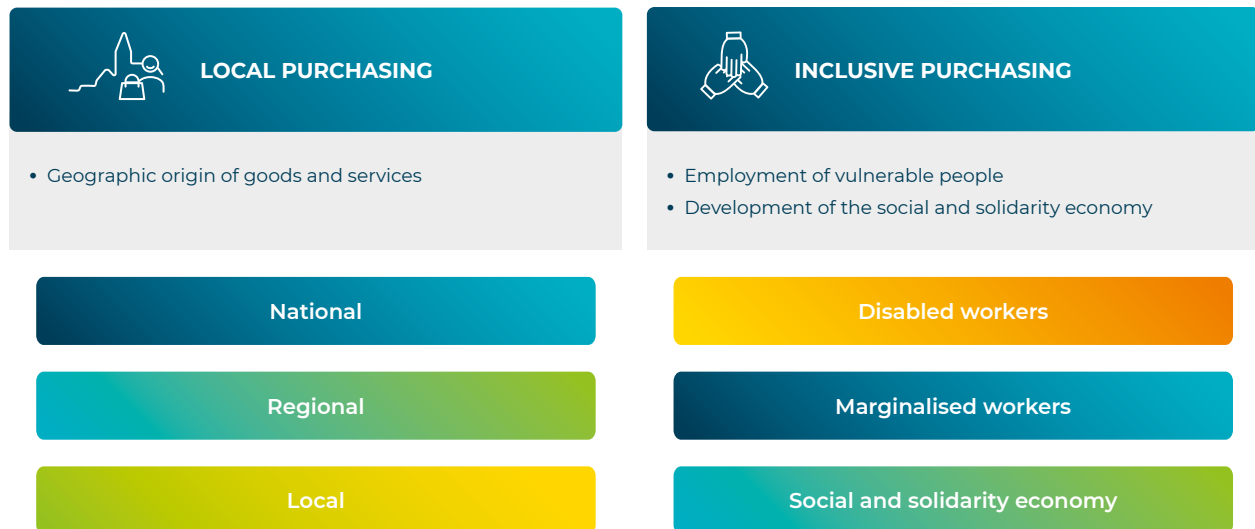 LOCAL PURCHASING
• Geographic origin of goods and services
National
Regional
Local
INCLUSIVE PURCHASING
• Employment of vulnerable people
• Development of the social and solidarity economy
Disabled workers
Marginalised workers
Social and solidarity economy